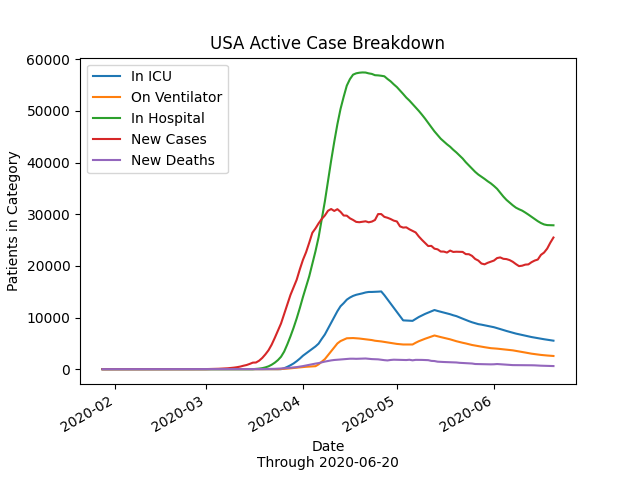 USA Active Case Breakdown
In ICU
On Ventilator
In Hospital
New Cases
New Deaths
Patients in Category
60000
50000
40000
30000
20000
10000
0
2020-02
2020-03
2020-04
2020-05
2020-06
Date
Through 2020-06-20